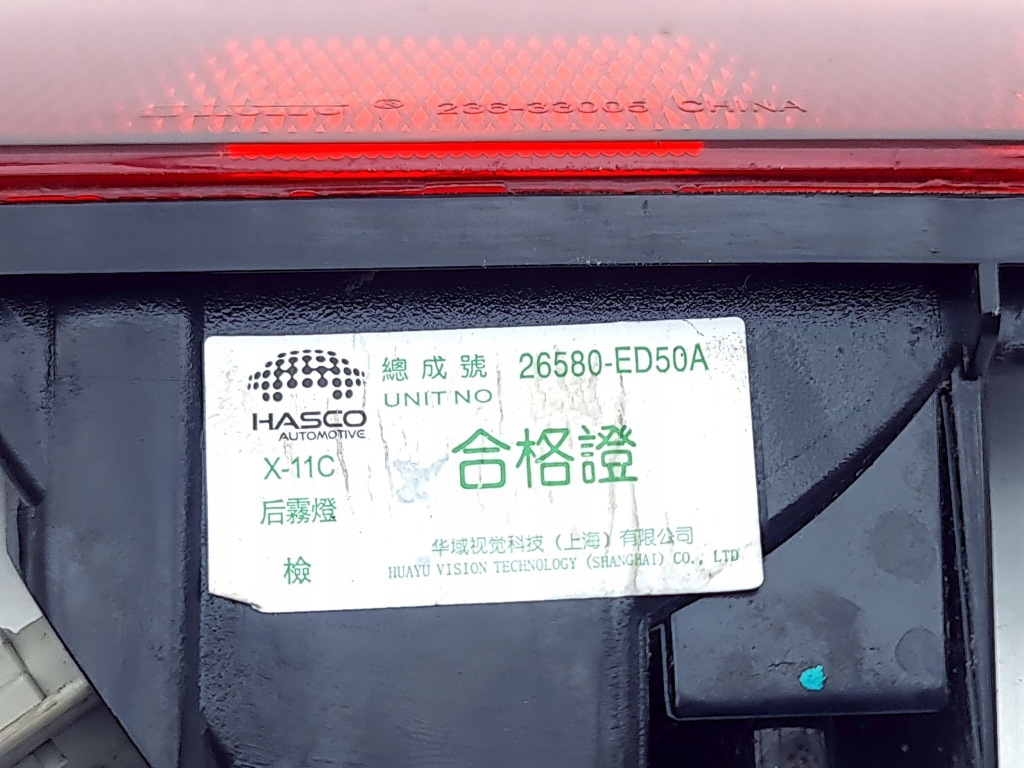 ® 236-33005 CHINA
HASCO
AUTOMOTIVE
總成號 26580-ED50A
UNIT NO
X-11C
合格證
后霧燈
檢
华域视觉科技（上海）有限公司
HUAYU VISION TECHNOLOGY (SHANGHAI) CO., LTD